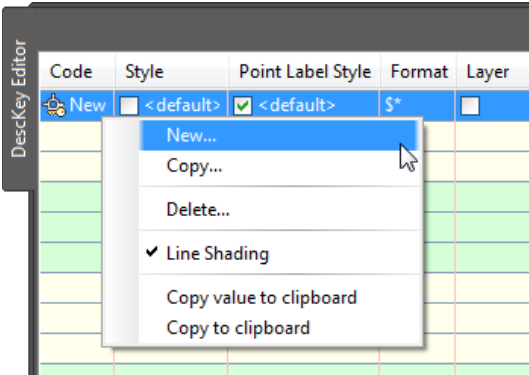 DescKey Editor
Code Style Point Label Style Format Layer
New <default> <default> $*
New...
Copy...
Delete...
Line Shading
Copy value to clipboard
Copy to clipboard